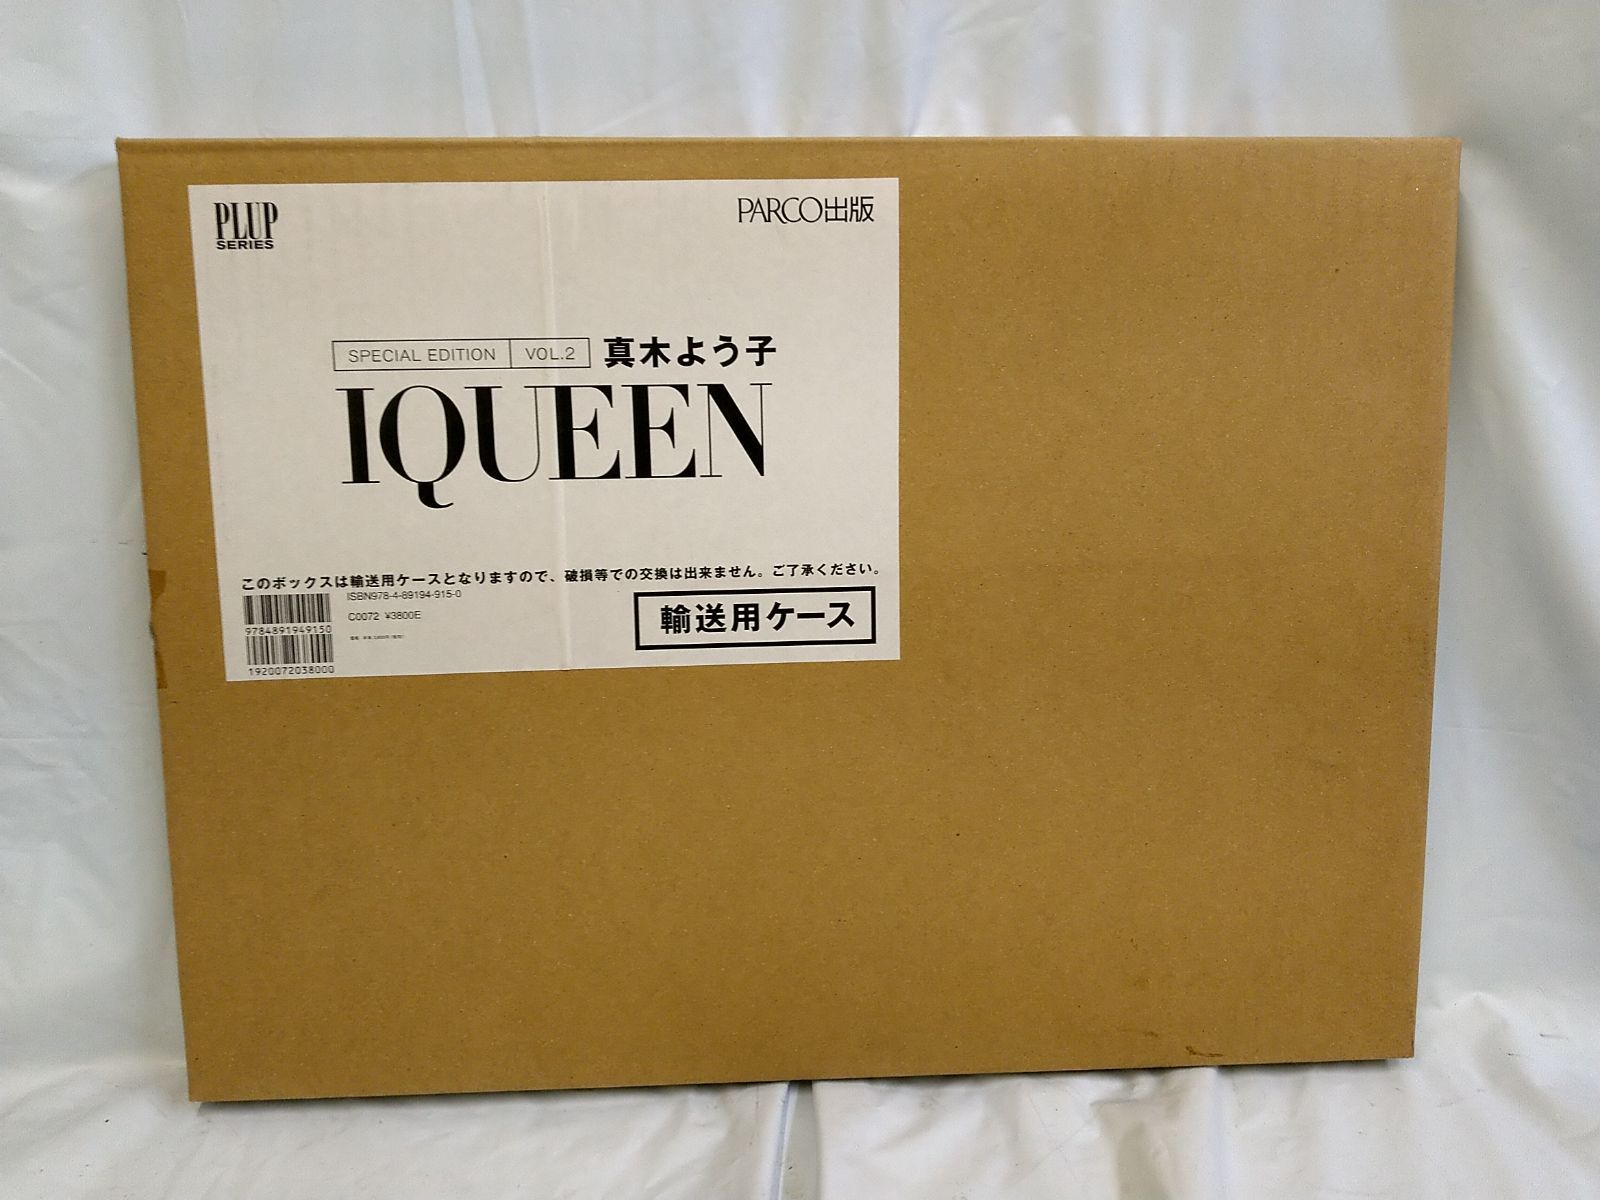 PLUP
SERIES
PARCO出版
SPECIAL EDITION VOL.2 真木よう子
IQUEEN
このボックスは輸送用ケースとなりますので、破損等での交換は出来ません。ご了承ください。
ISBN978-4-89194-915-0
C0072 ¥3800E
9784891949150
1920072038000
輸送用ケース